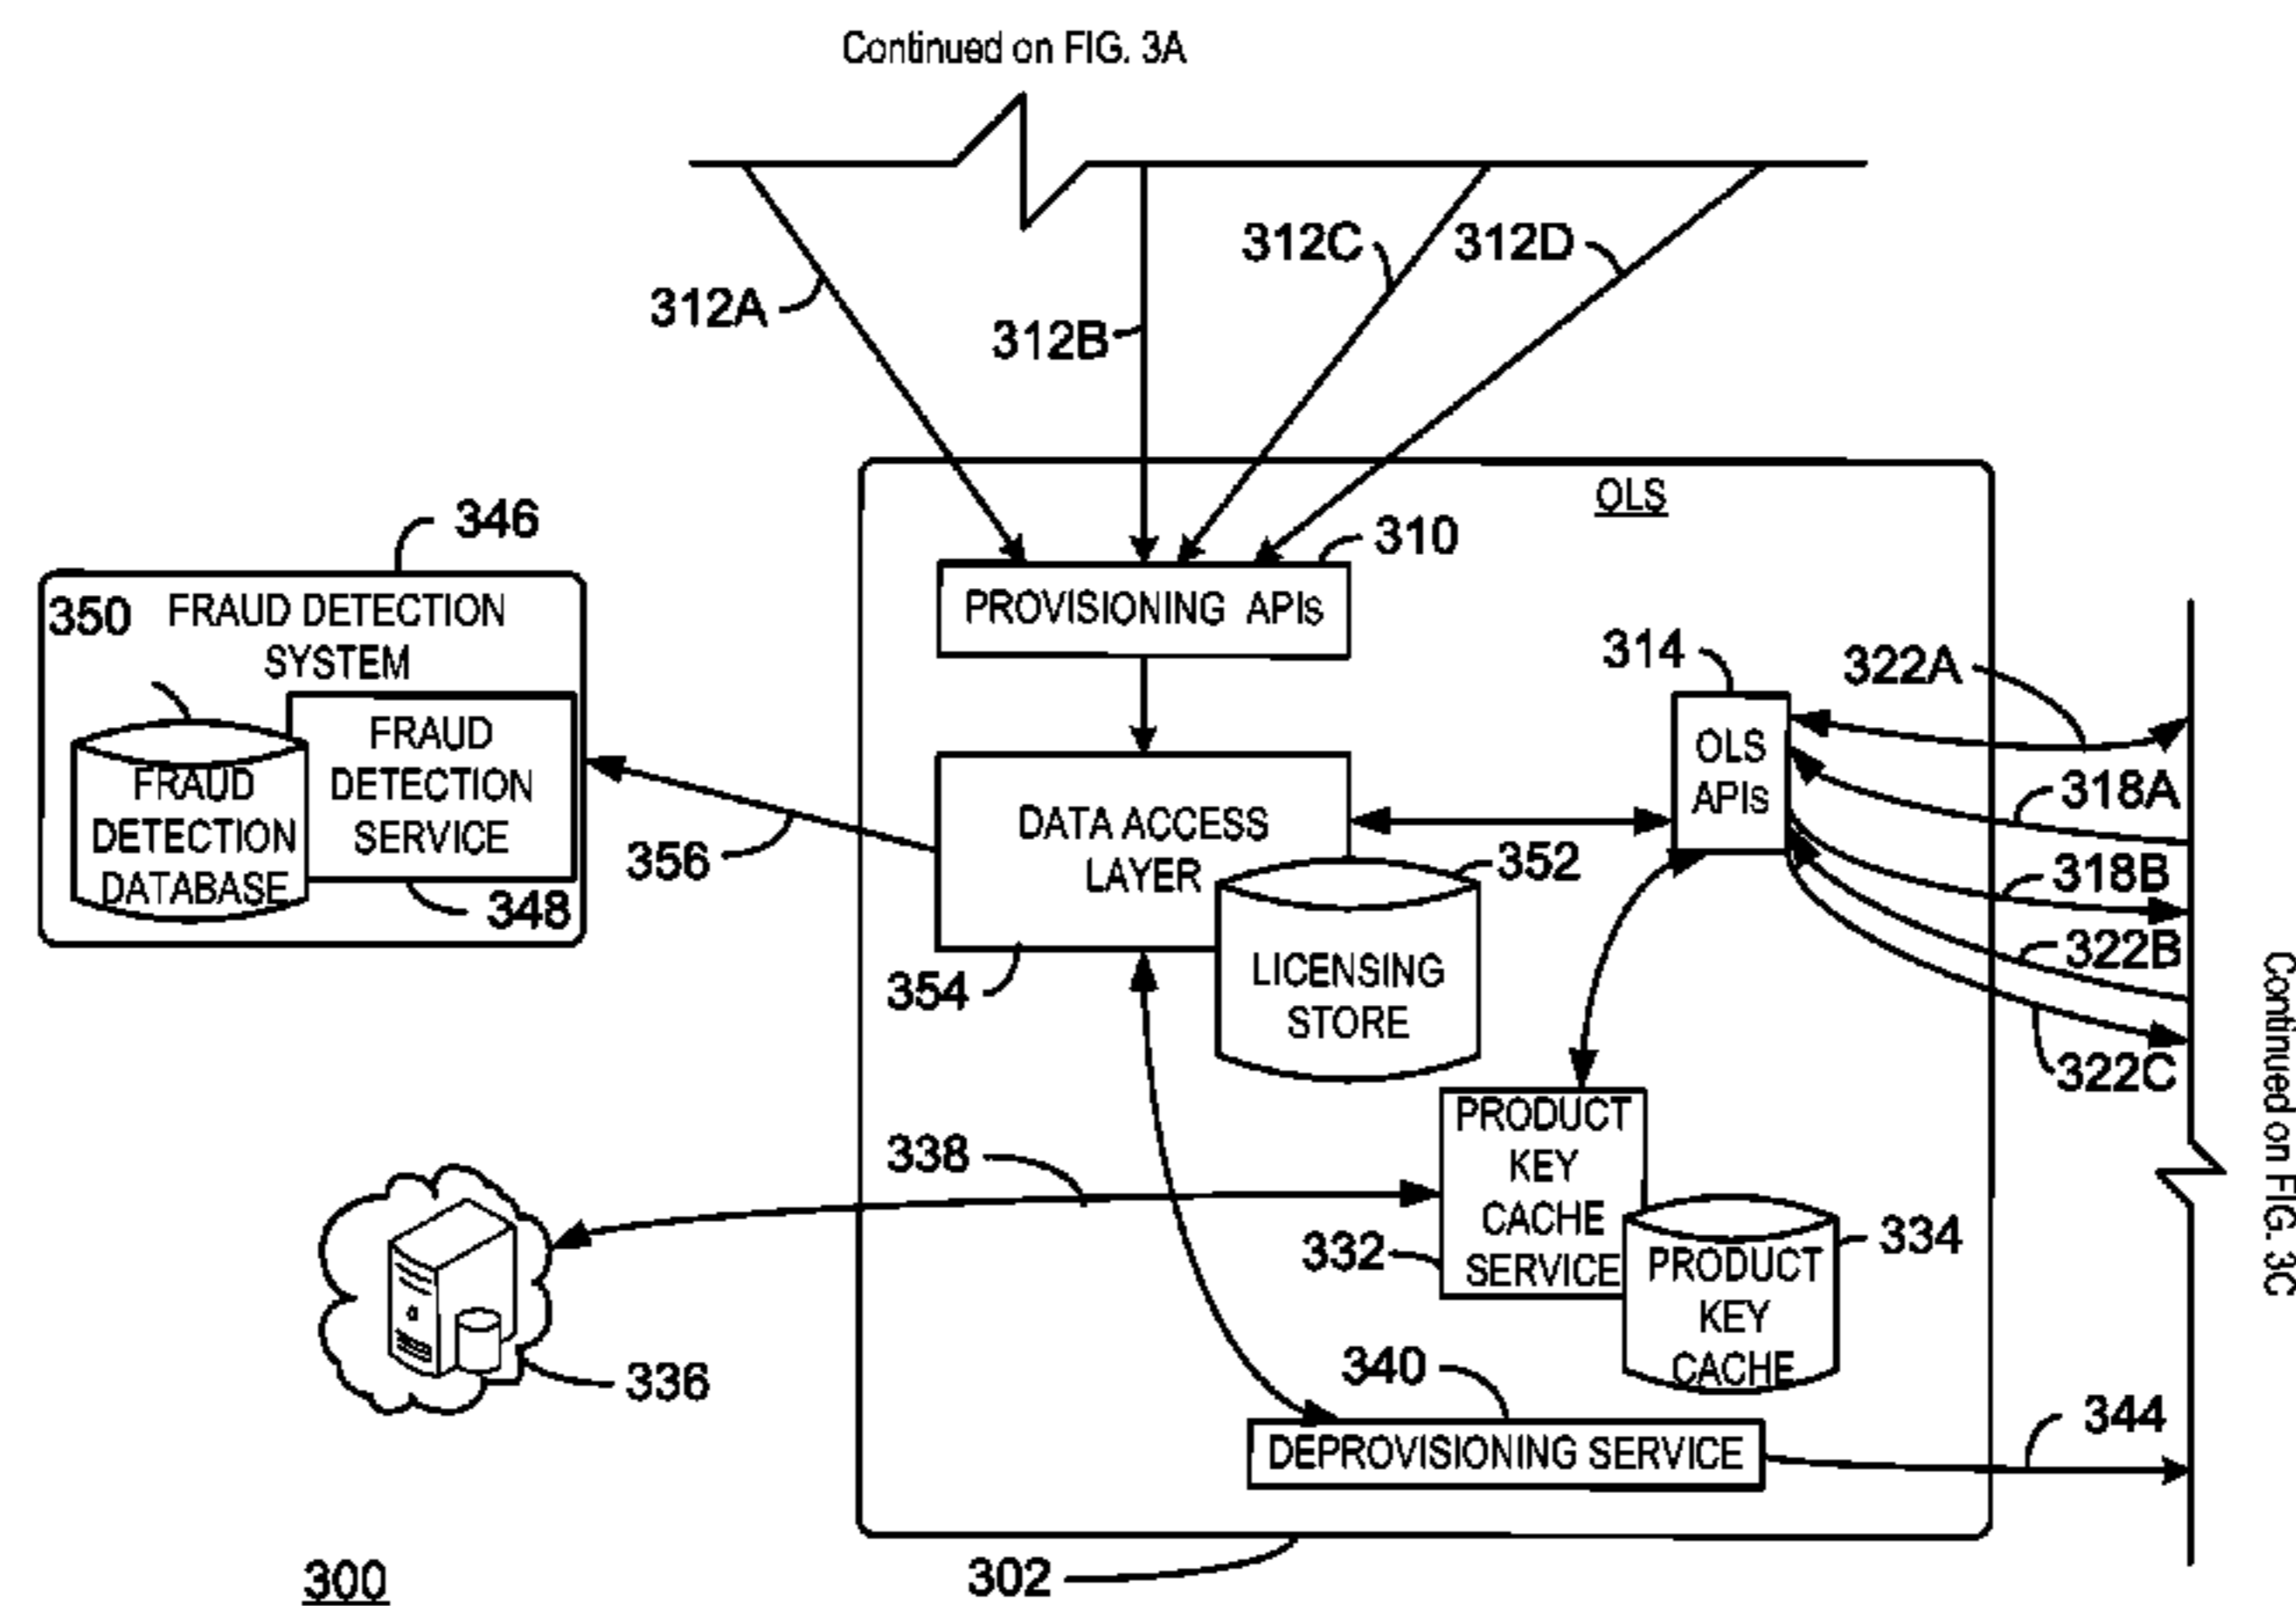 Continued on FIG. 3A
312A
312B
312C
312D
OLS
346
350
FRAUD DETECTION
SYSTEM
FRAUD
DETECTION
SERVICE
FRAUD
DETECTION
DATABASE
348
356
310
PROVISIONING APIs
314
OLS
APIs
322A
318A
318B
322B
322C
DATA ACCESS
LAYER
352
354
LICENSING
STORE
Continued on FIG. 3C
338
PRODUCT
KEY
CACHE
SERVICE
332
334
PRODUCT
KEY
CACHE
336
340
DEPROVISIONING SERVICE
344
302
300